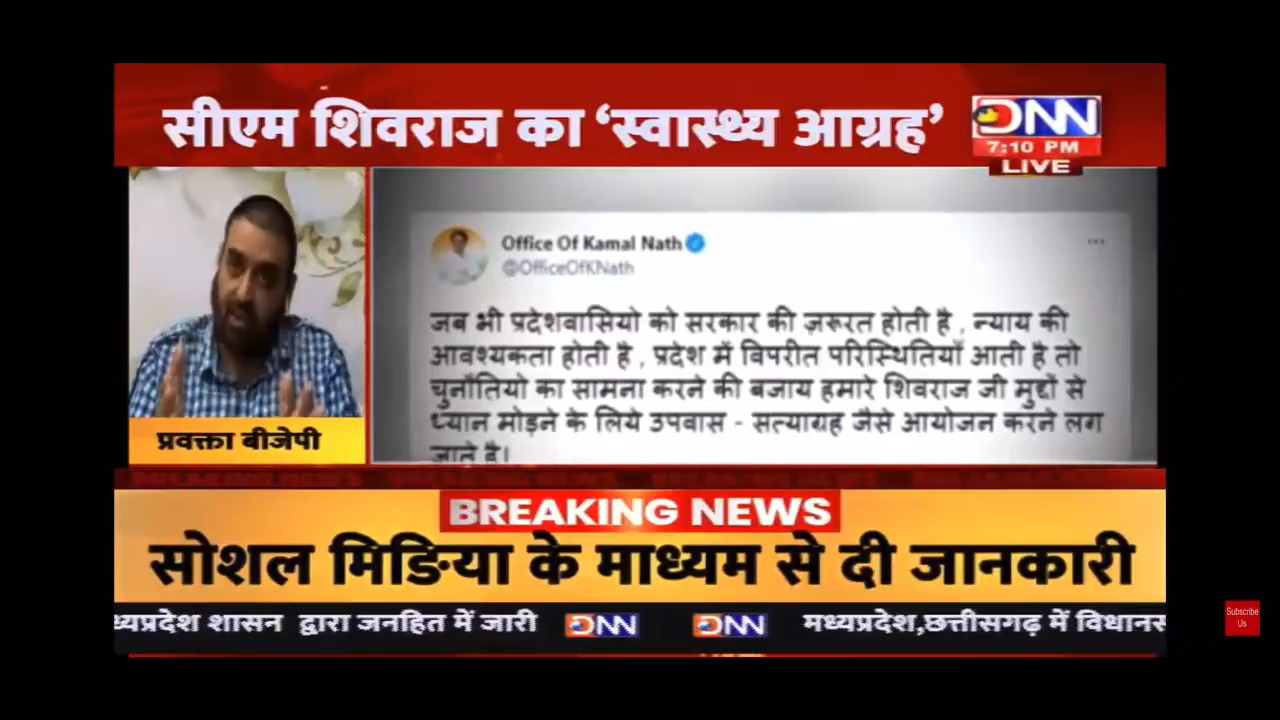 सीएम शिवराज का ‘स्वास्थ्य आग्रह’
DNN
7:10 PM
LIVE
Office Of Kamal Nath
@OfficeOfKNath
जब भी प्रदेशवासियो को सरकार की ज़रूरत होती है , न्याय की
आवश्यकता होती है , प्रदेश में विपरीत परिस्थितियाँ आती है तो
चुनौतियो का सामना करने की बजाय हमारे शिवराज जी मुद्दों से
ध्यान मोड़ने के लिये उपवास - सत्याग्रह जैसे आयोजन करने लग
जाते है।
प्रवक्ता बीजेपी
BREAKING NEWS
सोशल मिडिया के माध्यम से दी जानकारी
ध्यप्रदेश शासन द्वारा जनहित में जारी DNN DNN मध्यप्रदेश,छत्तीसगढ़ में विधानस
Subscribe
Us